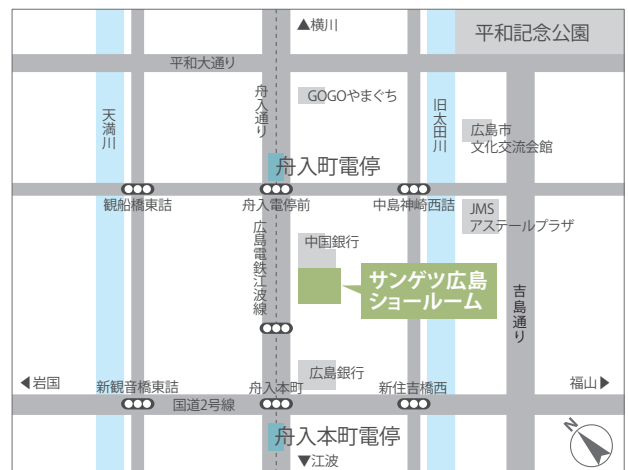 ▲横川
平和記念公園
平和大通り
GOGOやまぐち
舟入通り
天満川
旧太田川
広島市
文化交流会館
舟入町電停
観船橋東詰
舟入電停前
中島神崎西詰
JMS
アステールプラザ
広島電鉄江波線
中国銀行
サンゲツ広島
ショールーム
吉島通り
広島銀行
◀岩国
新観音橋東詰
舟入本町
新住吉橋西
福山▶
国道2号線
舟入本町電停
▼江波
N